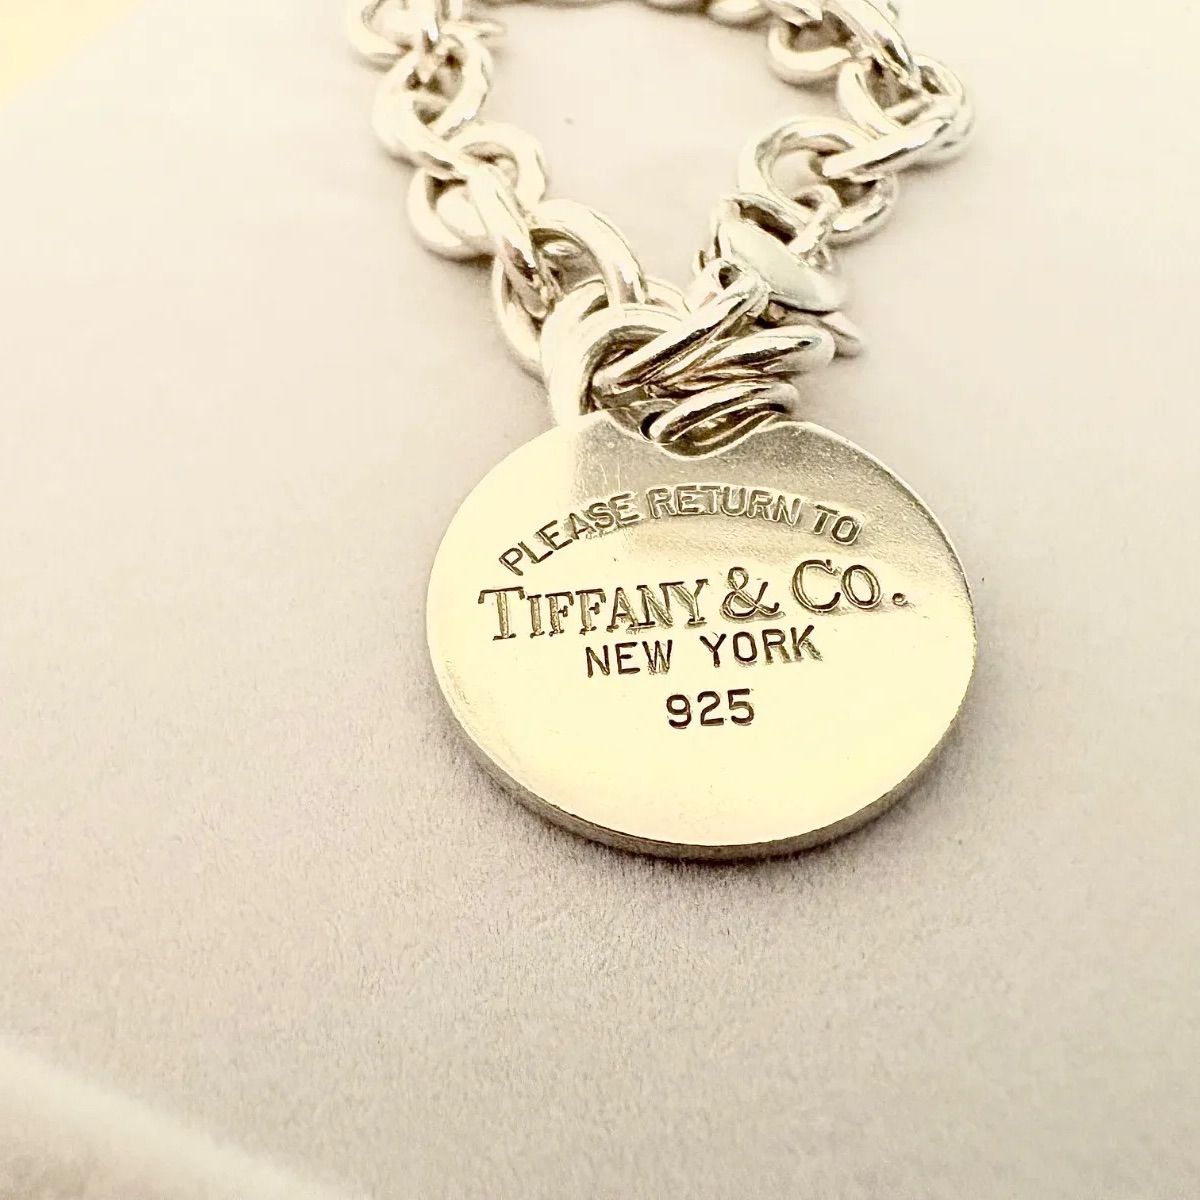 PLEASE RETURN TO
TIFFANY & CO.
NEW YORK
925